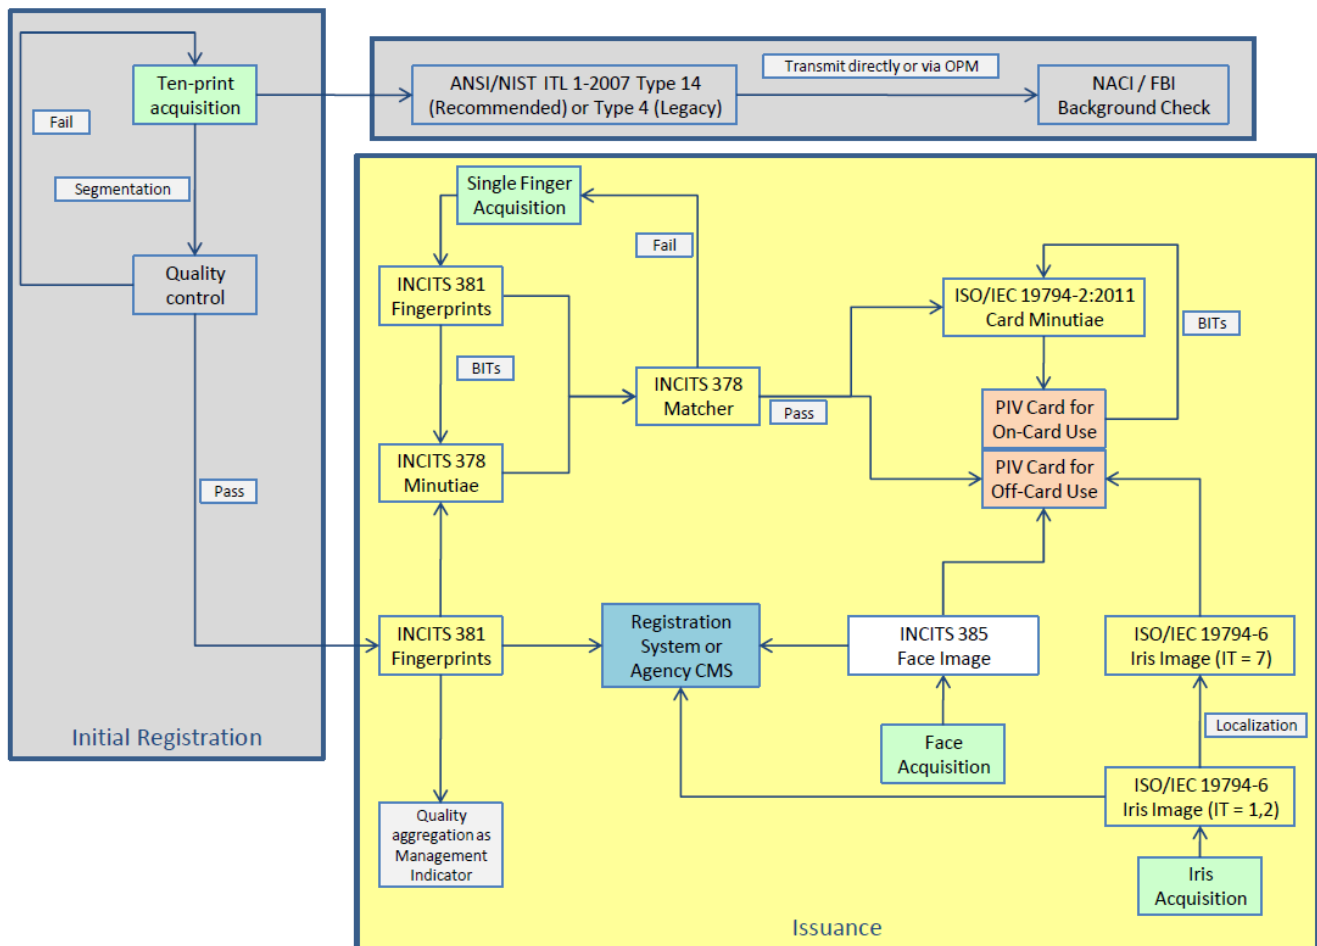 Ten-print
acquisition
Fail
Segmentation
Quality
control
Pass
Initial Registration
ANSI/NIST ITL 1-2007 Type 14
(Recommended) or Type 4 (Legacy)
Transmit directly or via OPM
NACI / FBI
Background Check
Single Finger
Acquisition
Fail
INCITS 381
Fingerprints
BITs
INCITS 378
Minutiae
INCITS 378
Matcher
Pass
ISO/IEC 19794-2:2011
Card Minutiae
BITs
PIV Card for
On-Card Use
PIV Card for
Off-Card Use
INCITS 381
Fingerprints
Registration
System or
Agency CMS
INCITS 385
Face Image
ISO/IEC 19794-6
Iris Image (IT = 7)
Localization
Face
Acquisition
ISO/IEC 19794-6
Iris Image (IT = 1,2)
Quality
aggregation as
Management
Indicator
Iris
Acquisition
Issuance